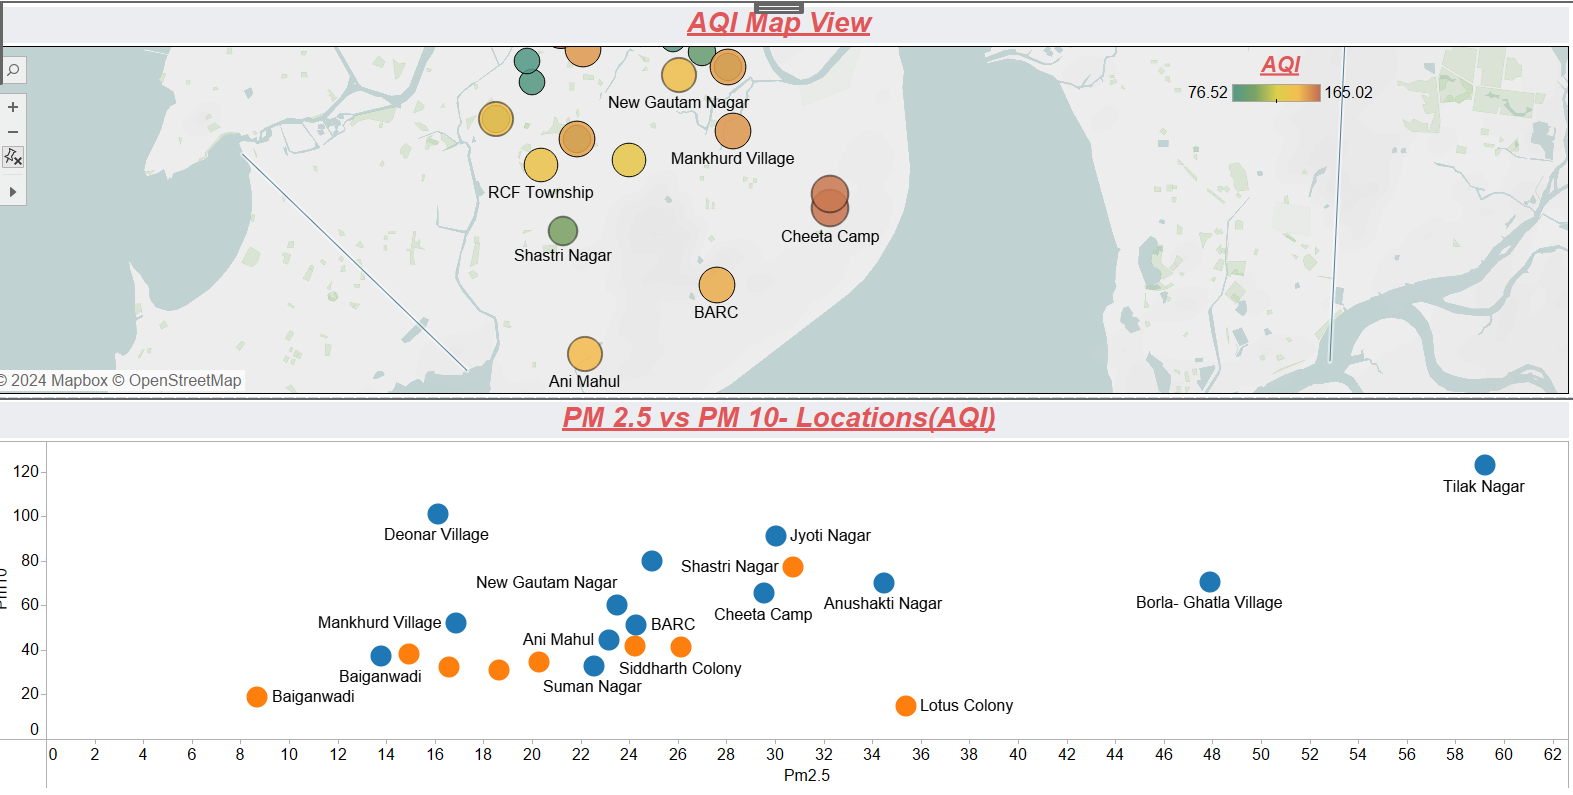 AQI Map View
AQI
76.52 165.02
New Gautam Nagar
Mankhurd Village
RCF Township
Cheeta Camp
Shastri Nagar
BARC
Ani Mahul
© 2024 Mapbox © OpenStreetMap
PM 2.5 vs PM 10- Locations(AQI)
120
Tilak Nagar
100
Deonar Village
Jyoti Nagar
80
Shastri Nagar
New Gautam Nagar
60
Anushakti Nagar
Borla- Ghatla Village
Cheeta Camp
Mankhurd Village
BARC
Ani Mahul
40
Siddharth Colony
Baiganwadi
Suman Nagar
20
Baiganwadi
Lotus Colony
0
0 2 4 6 8 10 12 14 16 18 20 22 24 26 28 30 32 34 36 38 40 42 44 46 48 50 52 54 56 58 60 62
Pm2.5